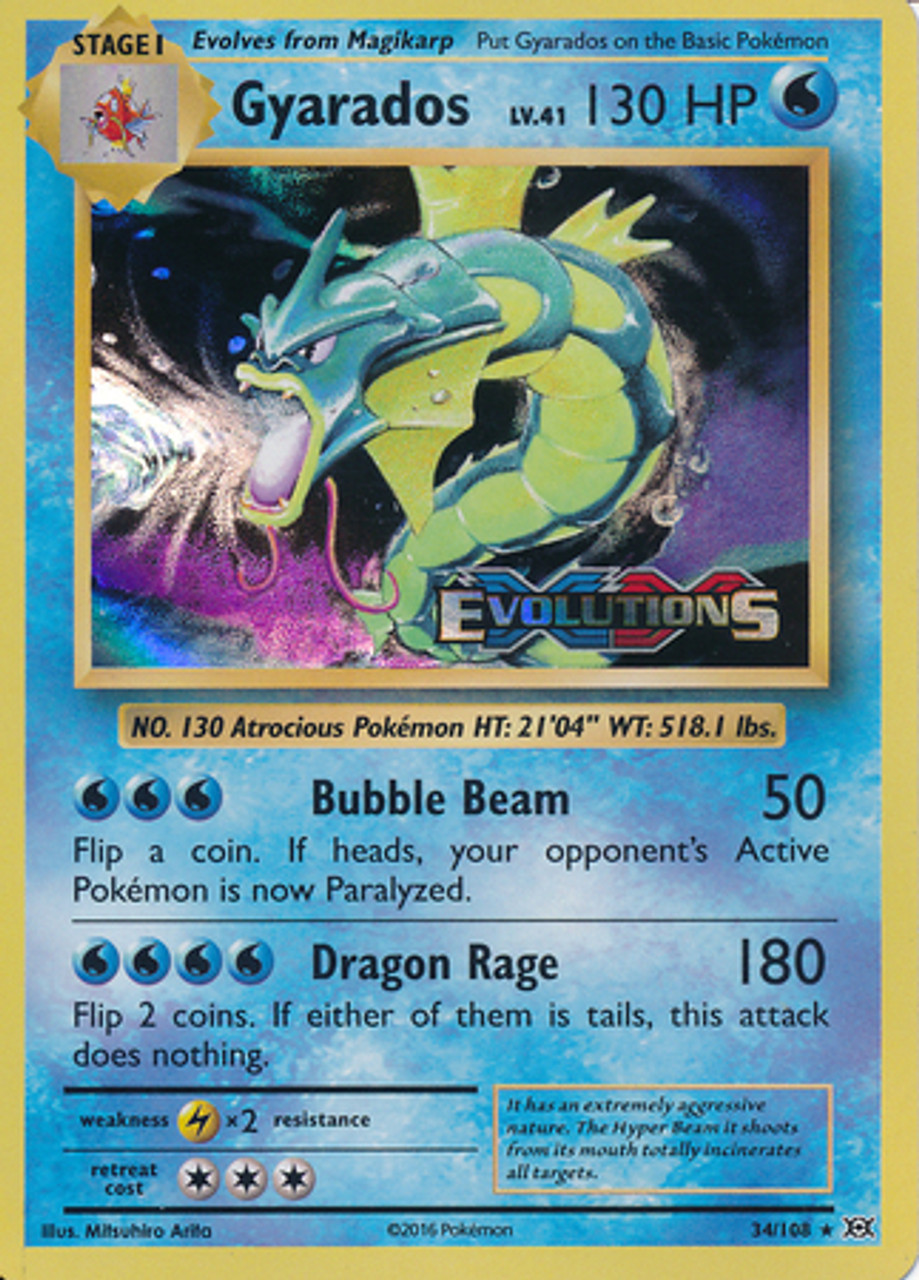 STAGE 1 Evolves from Magikarp Put Gyarados on the Basic Pokémon
Gyarados LV.41 130 HP
EVOLUTIONS
NO. 130 Atrocious Pokémon HT: 21'04" WT: 518.1 lbs.
Bubble Beam 50
Flip a coin. If heads, your opponent's Active
Pokémon is now Paralyzed.
Dragon Rage 180
Flip 2 coins. If either of them is tails, this attack
does nothing.
weakness ×2 resistance
retreat
cost
It has an extremely aggressive
nature. The Hyper Beam it shoots
from its mouth totally incinerates
all targets.
Illus. Mitsuhiro Arita ©2016 Pokémon 34/108 ★